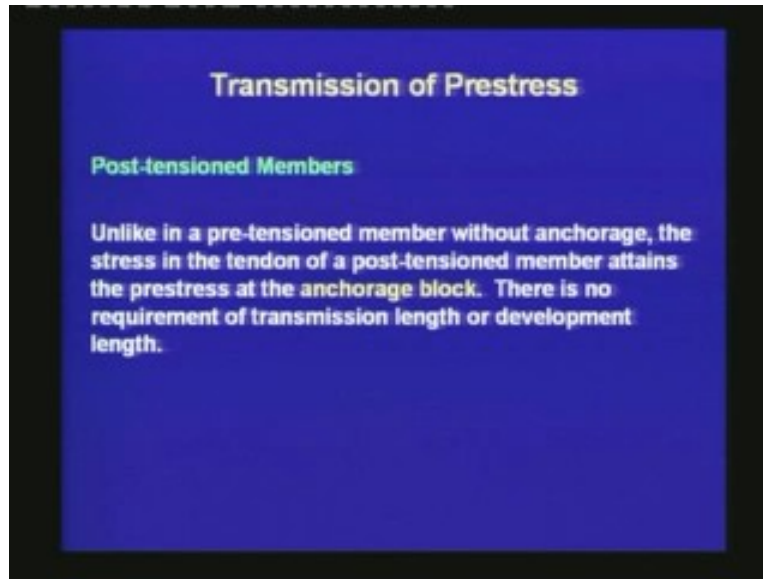 Transmission of Prestress
Post-tensioned Members
Unlike in a pre-tensioned member without anchorage, the
stress in the tendon of a post-tensioned member attains
the prestress at the anchorage block. There is no
requirement of transmission length or development
length.